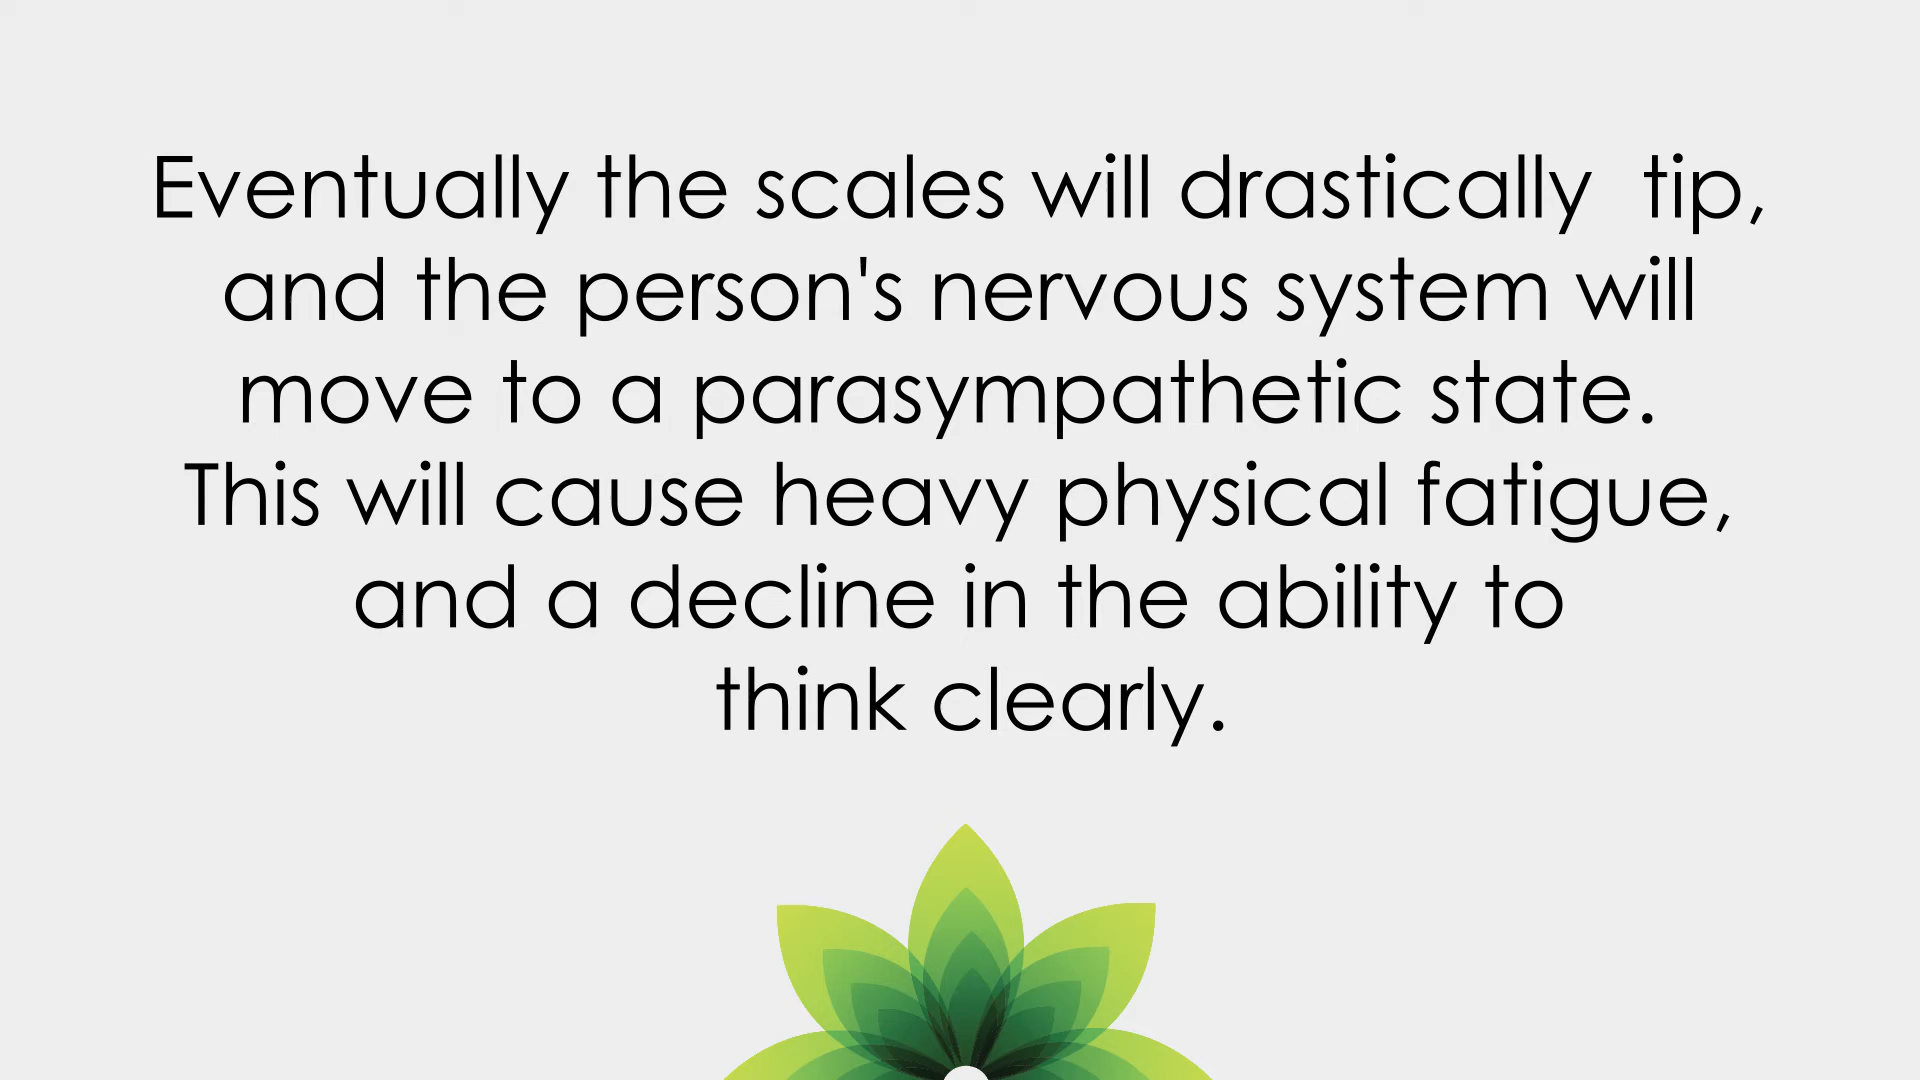 Eventually the scales will drastically  tip,
and the person's nervous system will
move to a parasympathetic state.
This will cause heavy physical fatigue,
and a decline in the ability to
think clearly.